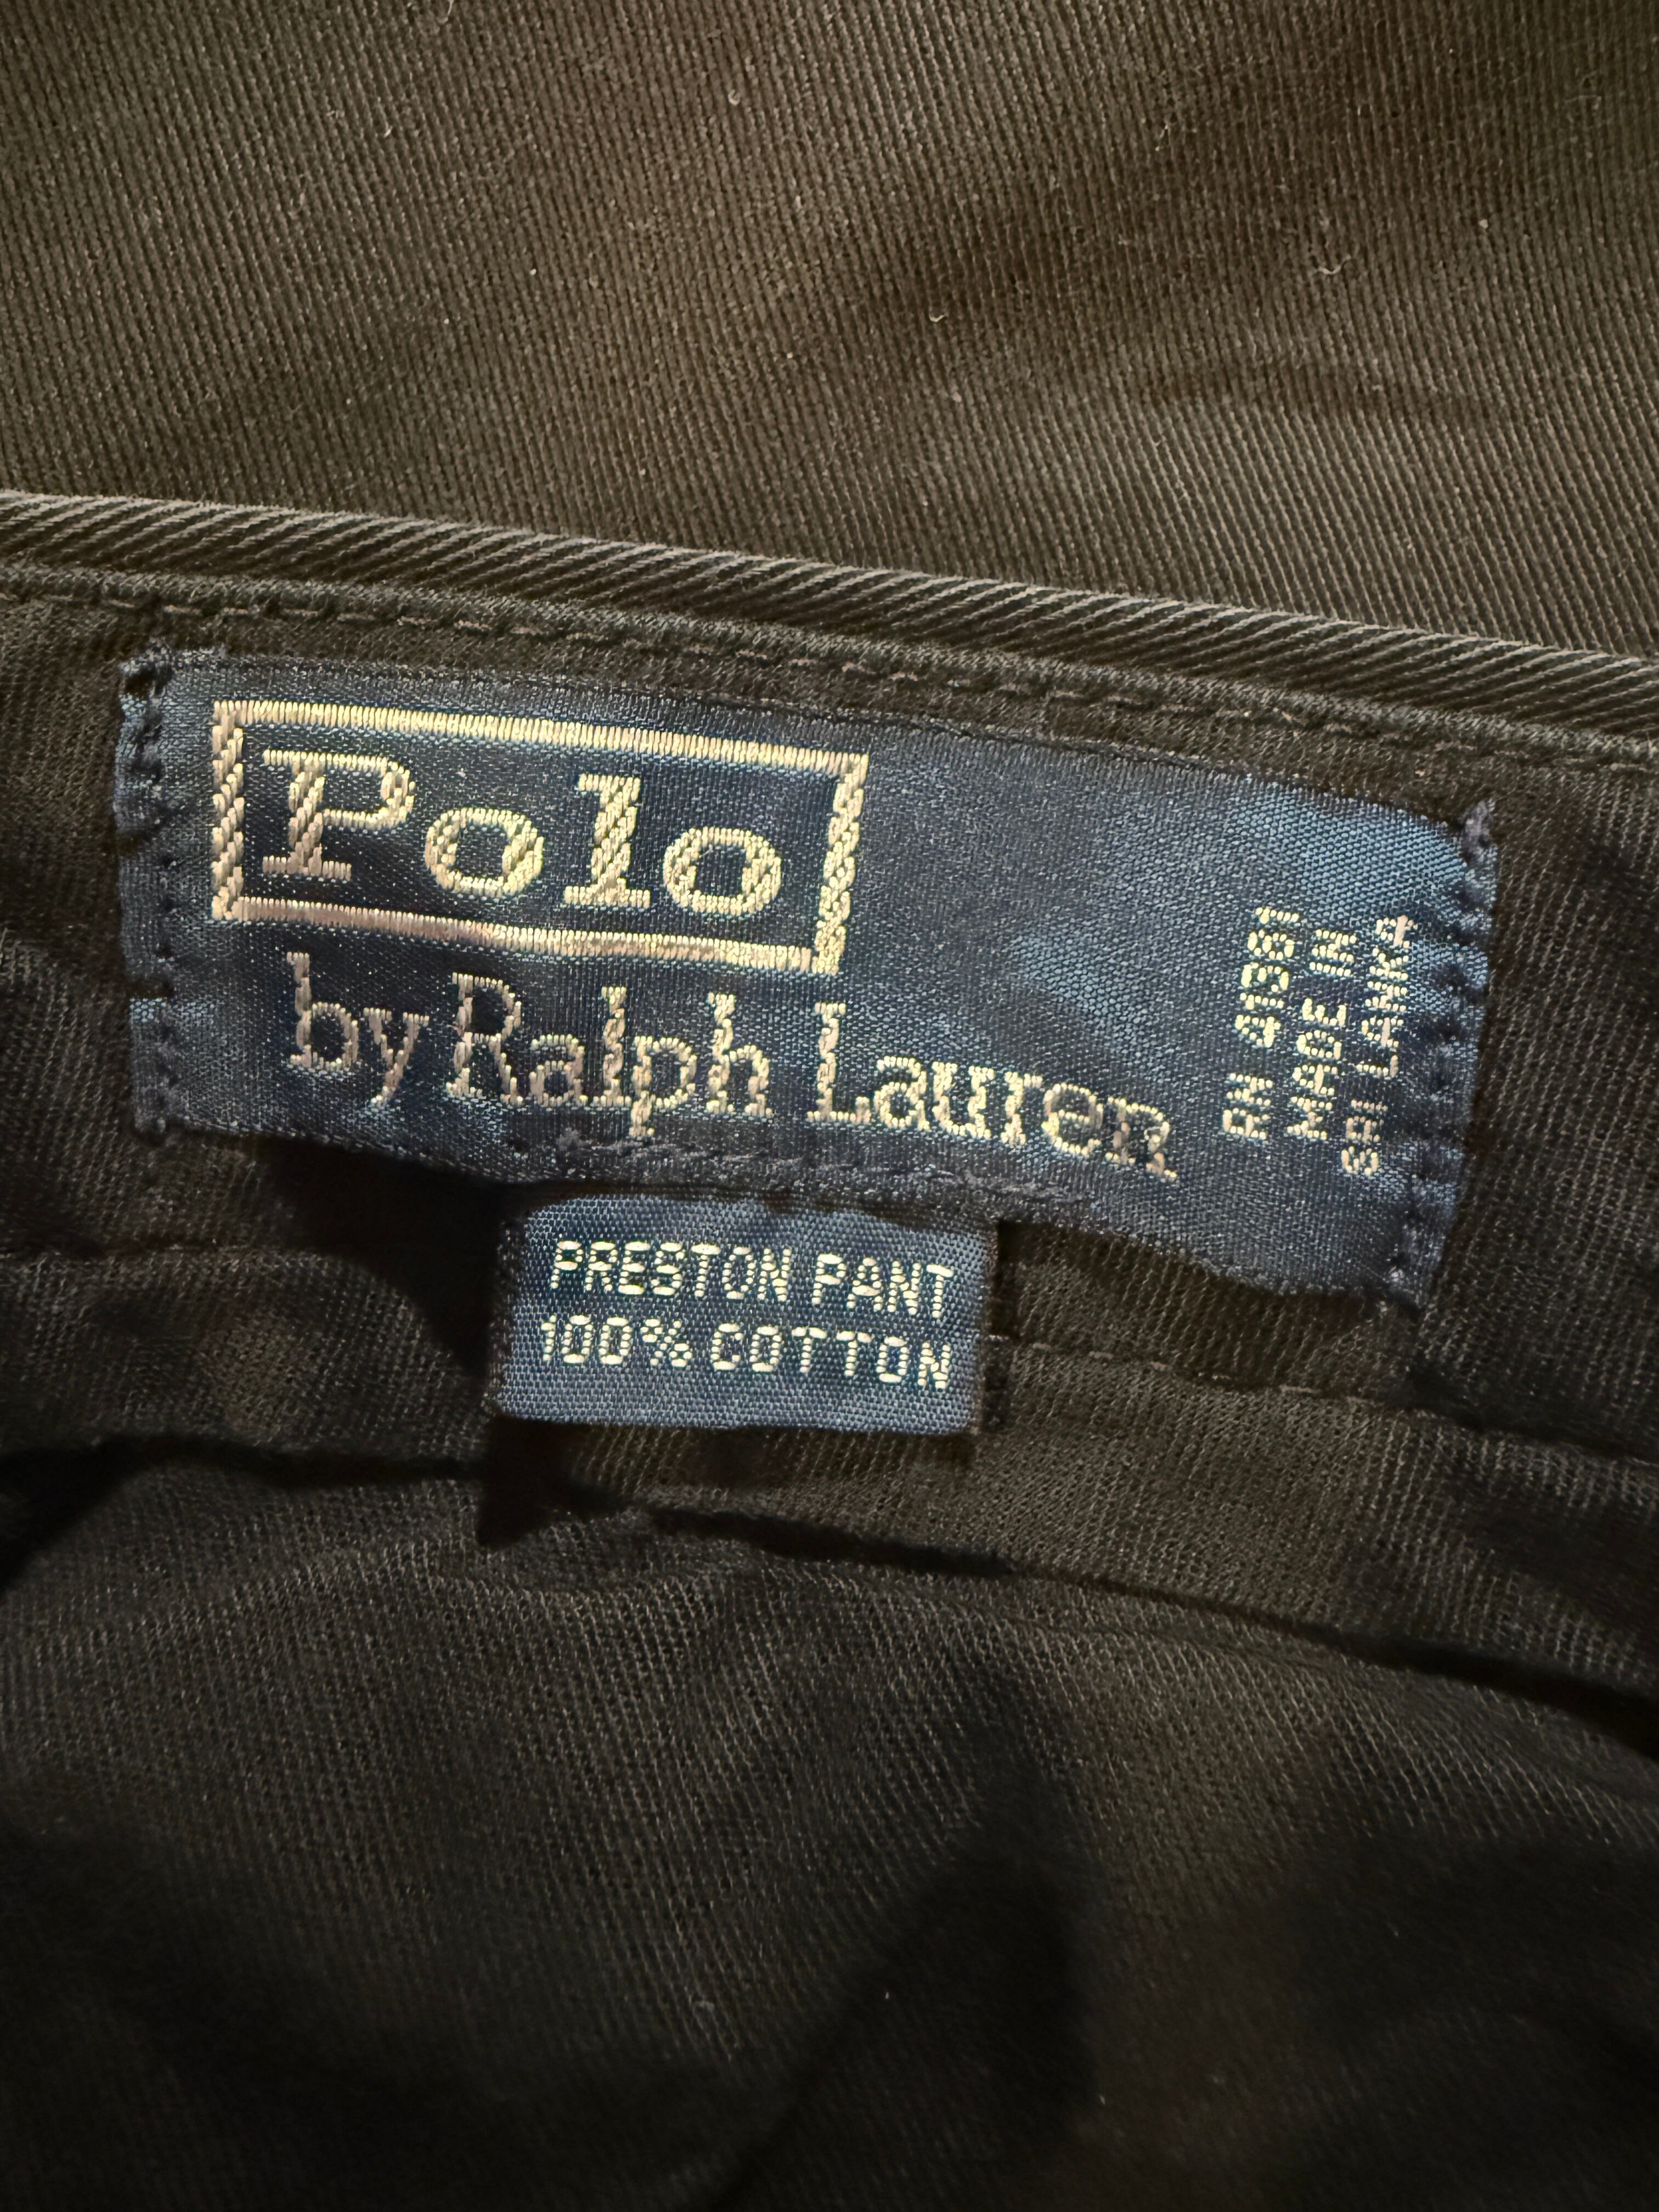 Polo
by Ralph Lauren
RN 41381
MADE IN
SRI LANKA
PRESTON PANT
100% COTTON